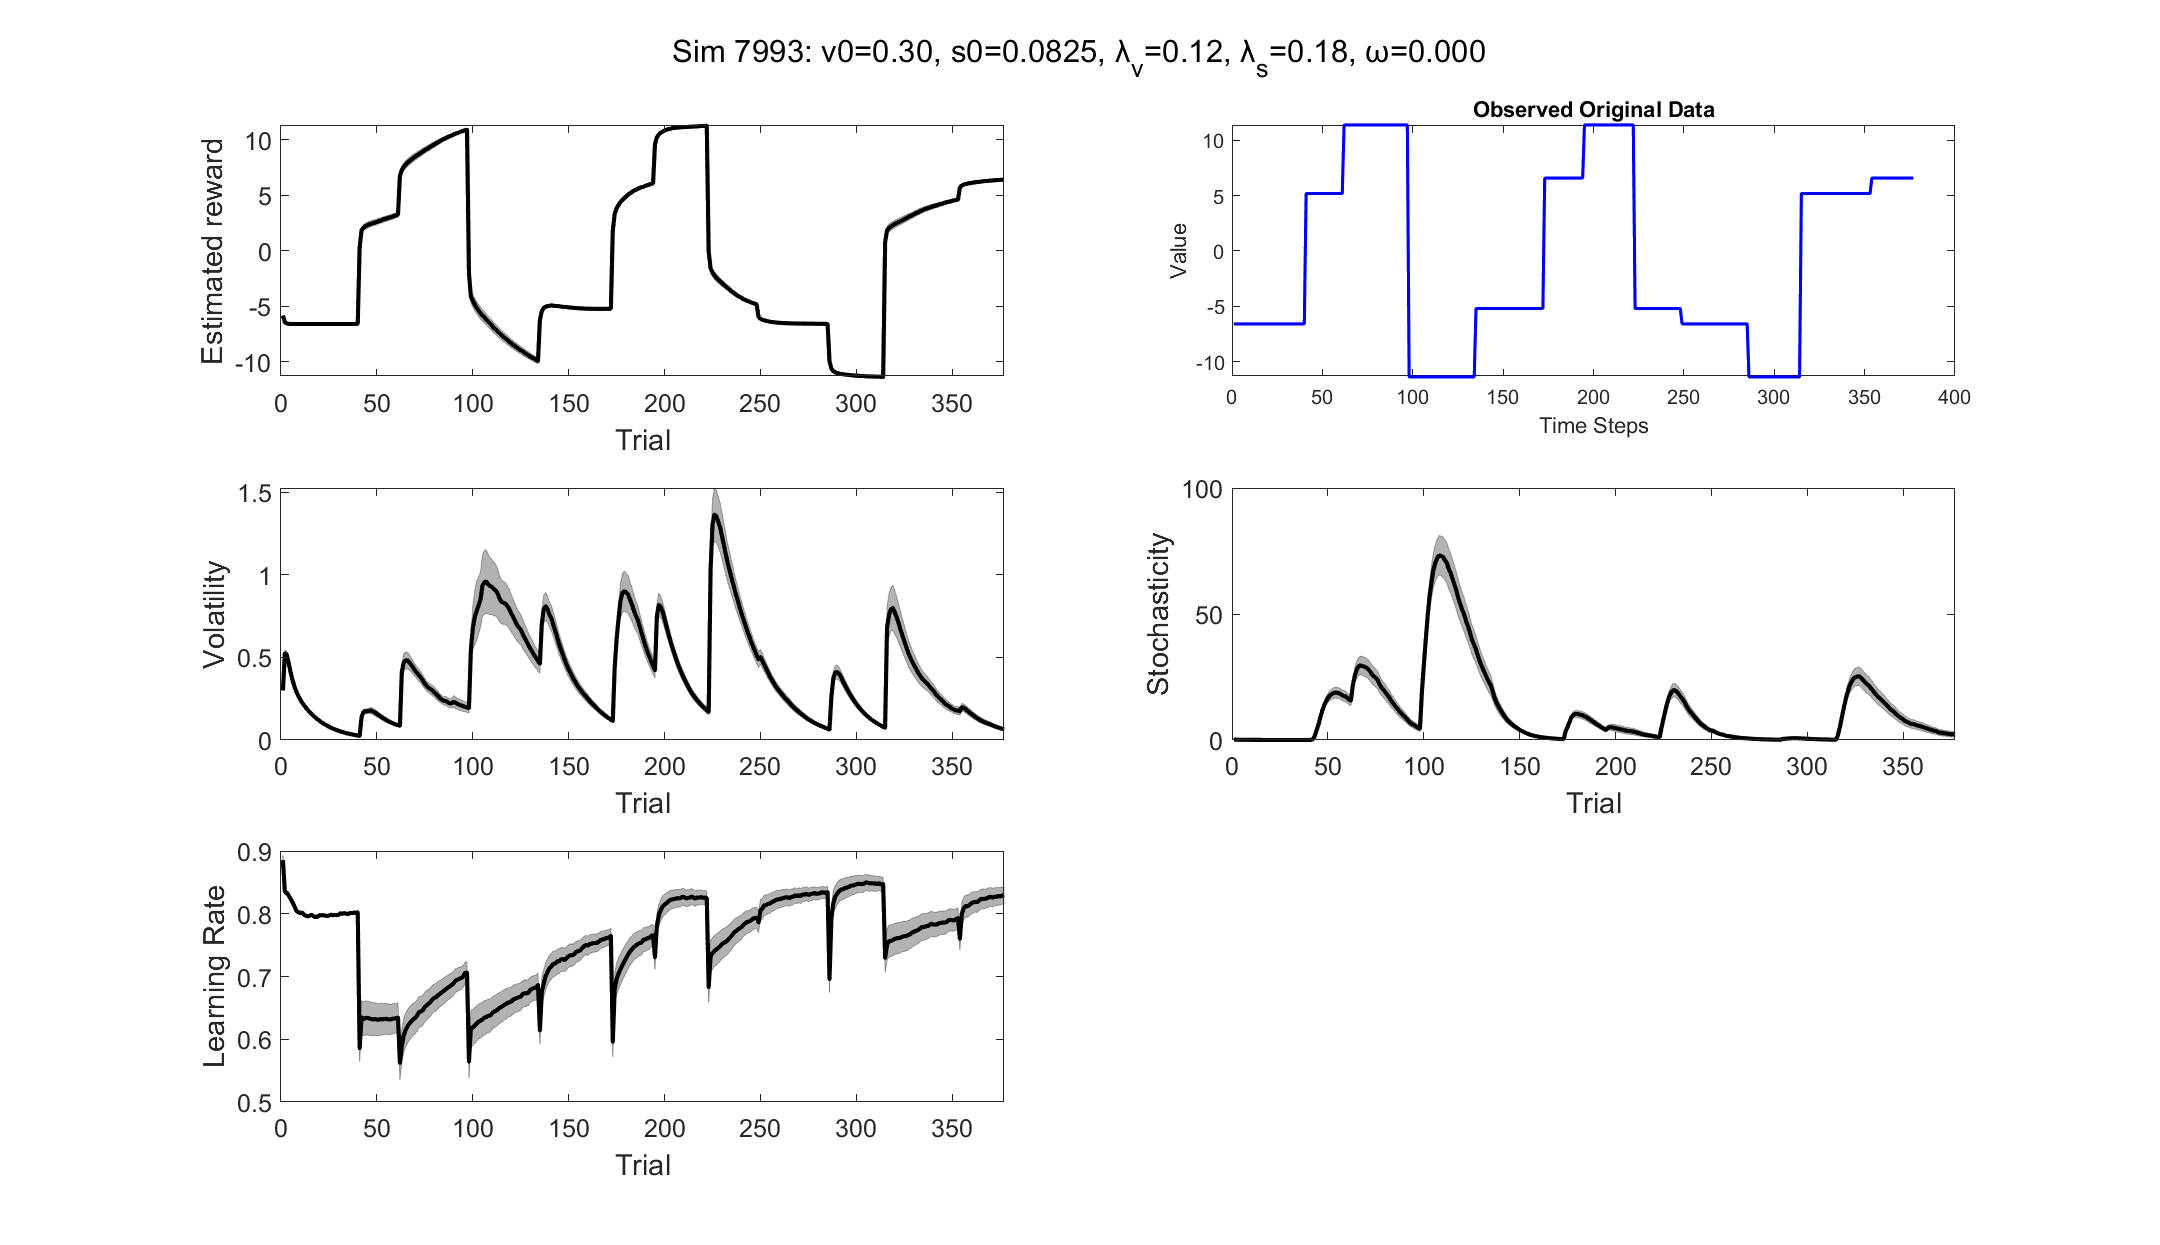 Sim 7993: v0=0.30, s0=0.0825, λv=0.12, λs=0.18, ω=0.000
Estimated reward
10
5
0
-5
-10
0 50 100 150 200 250 300 350
Trial
Observed Original Data
Value
10
5
0
-5
-10
0 50 100 150 200 250 300 350 400
Time Steps
Volatility
1.5
1
0.5
0
0 50 100 150 200 250 300 350
Trial
Stochasticity
100
50
0
0 50 100 150 200 250 300 350
Trial
Learning Rate
0.9
0.8
0.7
0.6
0.5
0 50 100 150 200 250 300 350
Trial